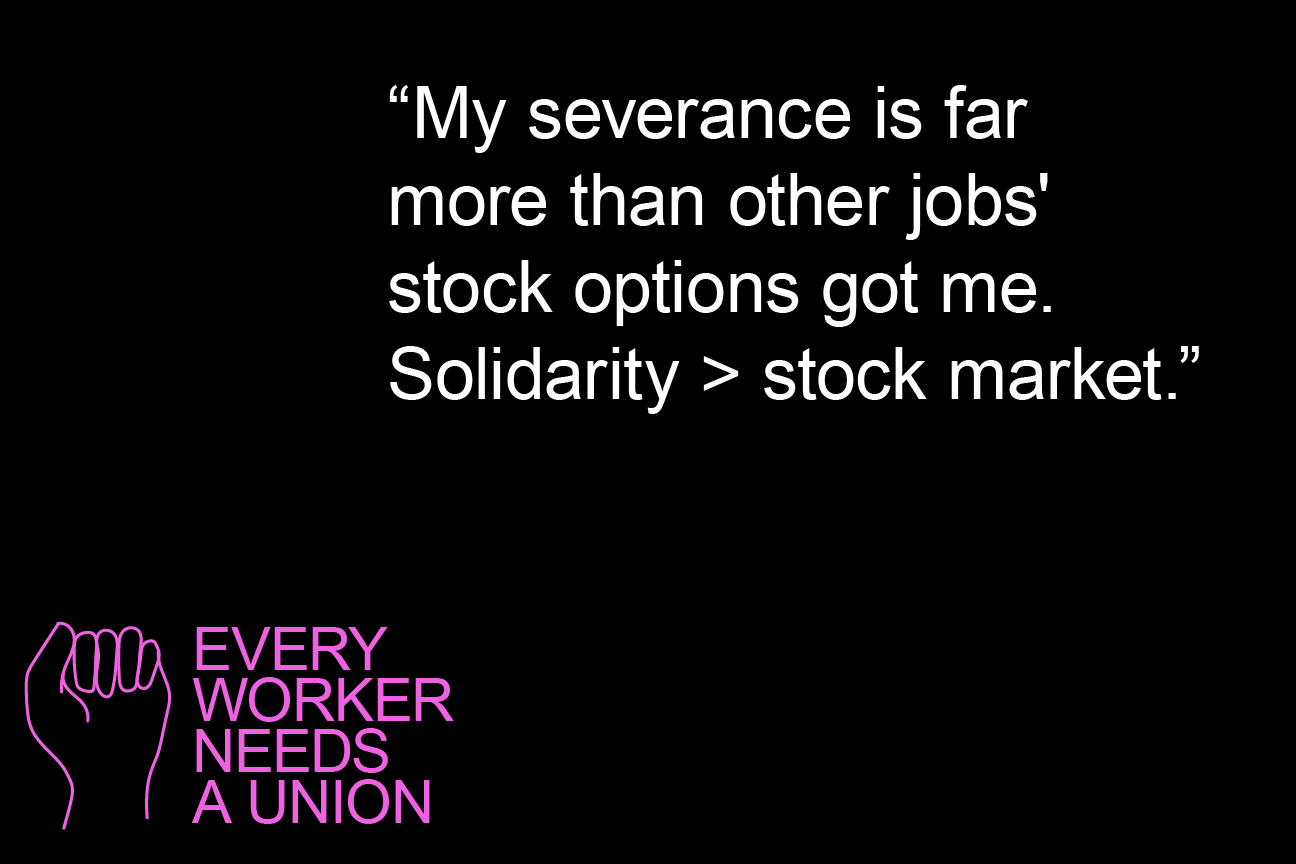 “My severance is far
more than other jobs'
stock options got me.
Solidarity > stock market.”
EVERY
WORKER
NEEDS
A UNION